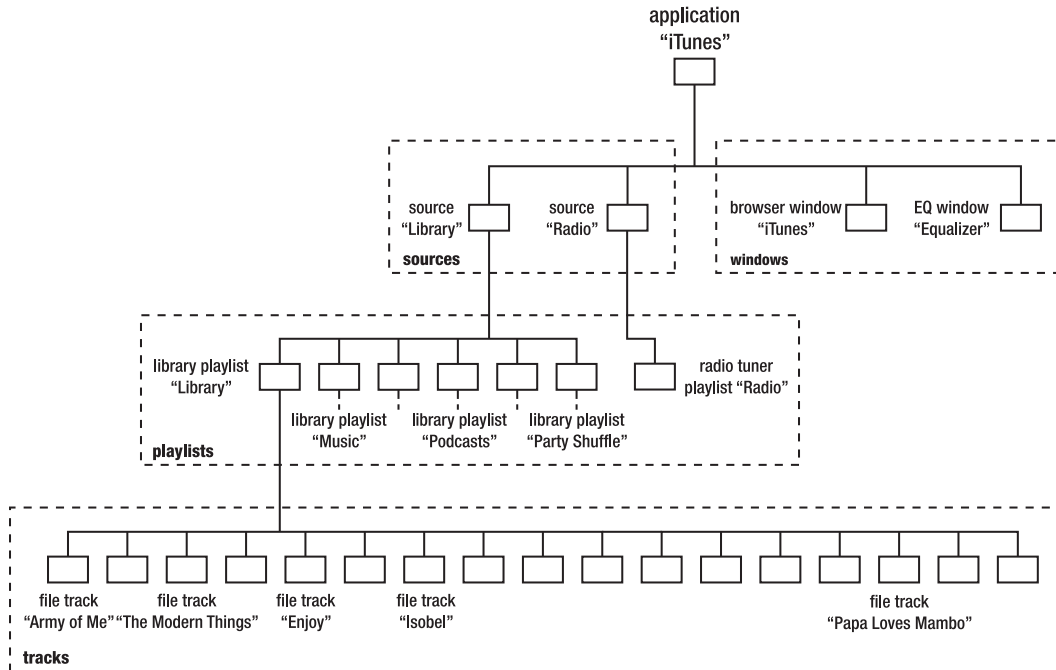 application
“iTunes”
source
“Library”
source
“Radio”
sources
browser window
“iTunes”
EQ window
“Equalizer”
windows
library playlist
“Library”
radio tuner
playlist “Radio”
library playlist
“Music”
library playlist
“Podcasts”
library playlist
“Party Shuffle”
playlists
file track
“Army of Me”
file track
“The Modern Things”
file track
“Enjoy”
file track
“Isobel”
file track
“Papa Loves Mambo”
tracks